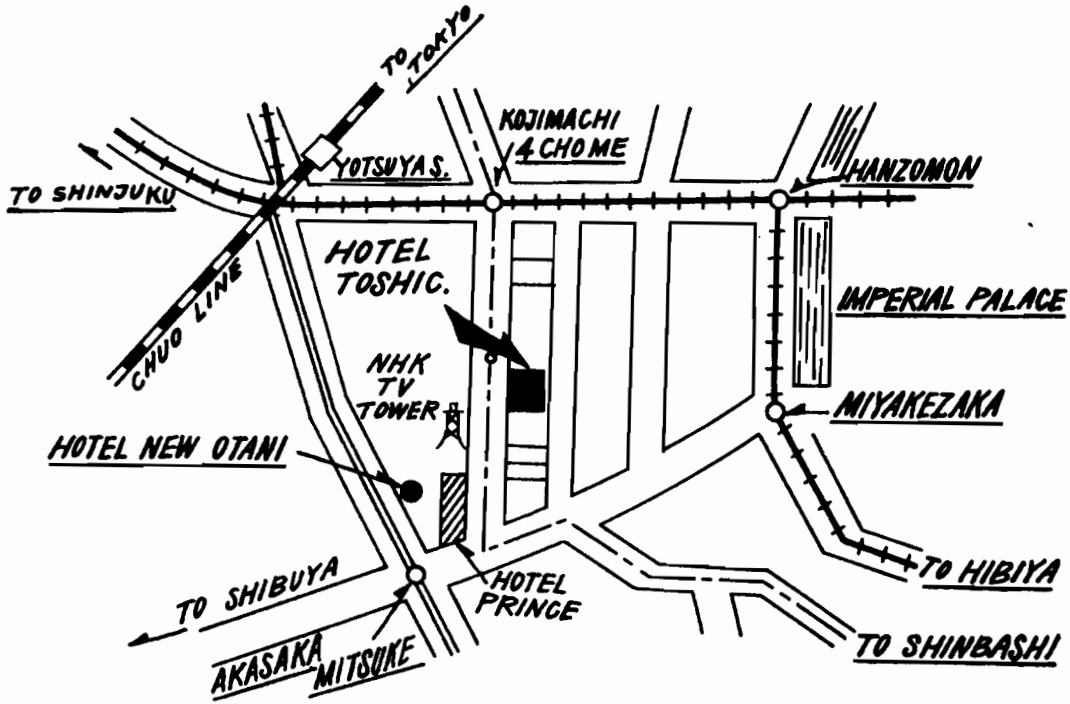 TO
TOKYO
KOJIMACHI
4 CHOME
YOTSUYA S.
HANZOMON
TO SHINJUKU
HOTEL
TOSHIC.
CHUO LINE
IMPERIAL PALACE
NHK
TV
TOWER
MIYAKEZAKA
HOTEL NEW OTANI
TO SHIBUYA
HOTEL
PRINCE
TO HIBIYA
AKASAKA
MITSUKE
TO SHINBASHI